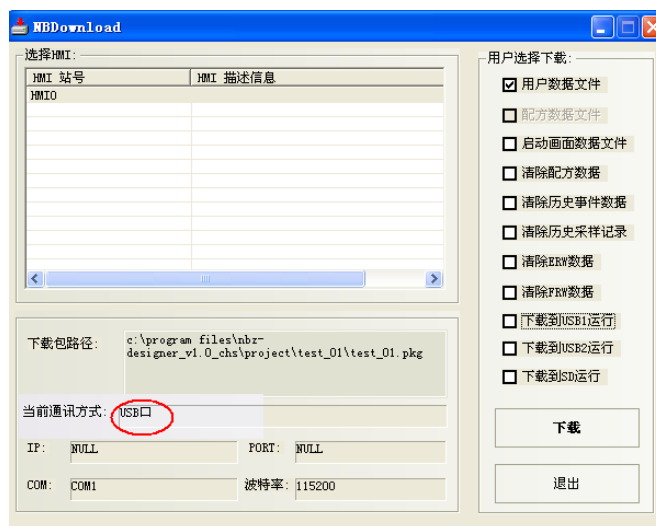 NBDownload
选择HMI:
HMI 站号 HMI 描述信息
HMI0
下载包路径: c:\program files\nbz-
designer_v1.0_chs\project\test_01\test_01.pkg
当前通讯方式: USB口
IP: NULL PORT: NULL
COM: COM1 波特率: 115200
用户选择下载:
用户数据文件
配方数据文件
启动画面数据文件
清除配方数据
清除历史事件数据
清除历史采样记录
清除ERW数据
清除FRW数据
下载到USB1运行
下载到USB2运行
下载到SD运行
下载
退出